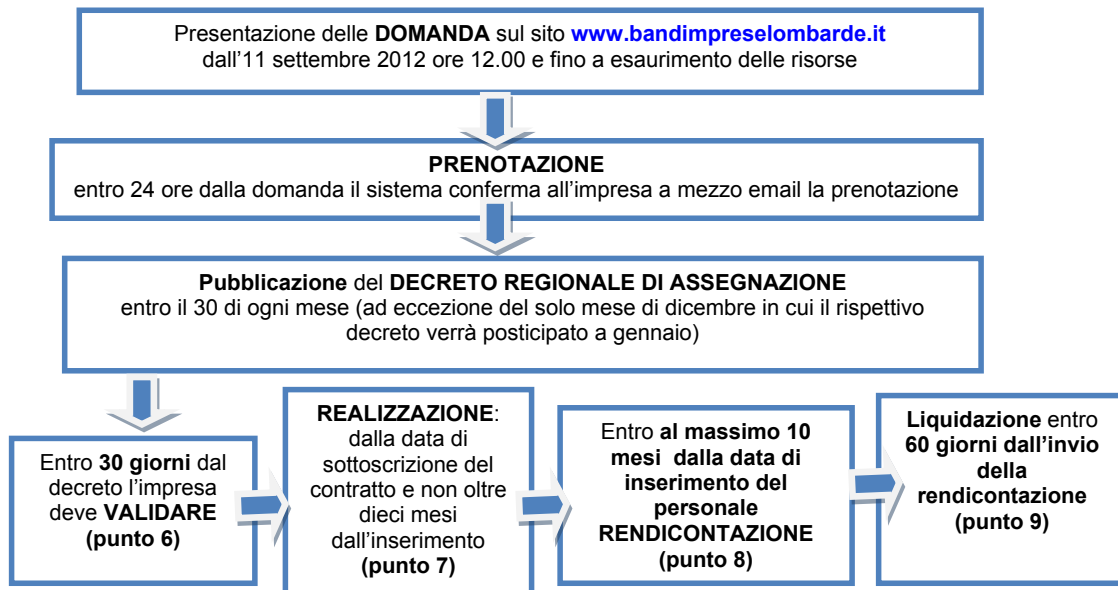 Presentazione delle DOMANDA sul sito www.bandimpreselombarde.it
dall'11 settembre 2012 ore 12.00 e fino a esaurimento delle risorse
PRENOTAZIONE
entro 24 ore dalla domanda il sistema conferma all'impresa a mezzo email la prenotazione
Pubblicazione del DECRETO REGIONALE DI ASSEGNAZIONE
entro il 30 di ogni mese (ad eccezione del solo mese di dicembre in cui il rispettivo
decreto verrà posticipato a gennaio)
Entro 30 giorni dal
decreto l'impresa
deve VALIDARE
(punto 6)
REALIZZAZIONE:
dalla data di
sottoscrizione del
contratto e non oltre
dieci mesi
dall'inserimento
(punto 7)
Entro al massimo 10
mesi dalla data di
inserimento del
personale
RENDICONTAZIONE
(punto 8)
Liquidazione entro
60 giorni dall'invio
della
rendicontazione
(punto 9)